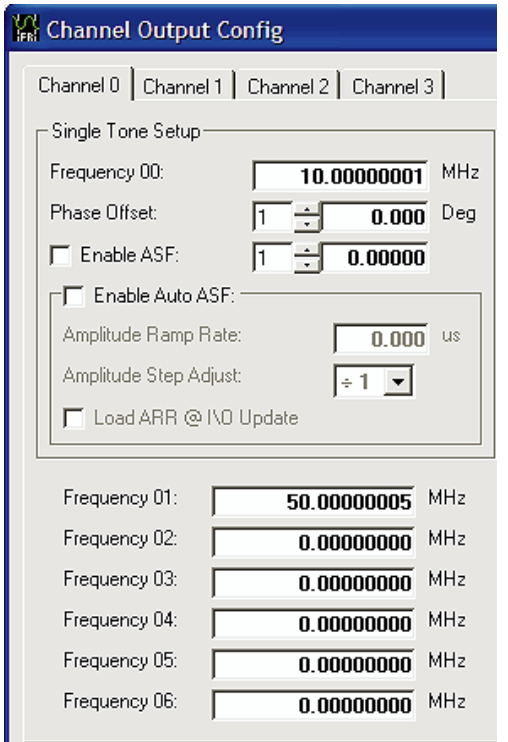 Channel Output Config
Channel 0 Channel 1 Channel 2 Channel 3
Single Tone Setup
Frequency 00: 10.00000001 MHz
Phase Offset: 1 0.000 Deg
Enable ASF: 1 0.00000
Enable Auto ASF:
Amplitude Ramp Rate: 0.000 us
Amplitude Step Adjust: ÷ 1
Load ARR @ I\O Update
Frequency 01: 50.00000005 MHz
Frequency 02: 0.00000000 MHz
Frequency 03: 0.00000000 MHz
Frequency 04: 0.00000000 MHz
Frequency 05: 0.00000000 MHz
Frequency 06: 0.00000000 MHz